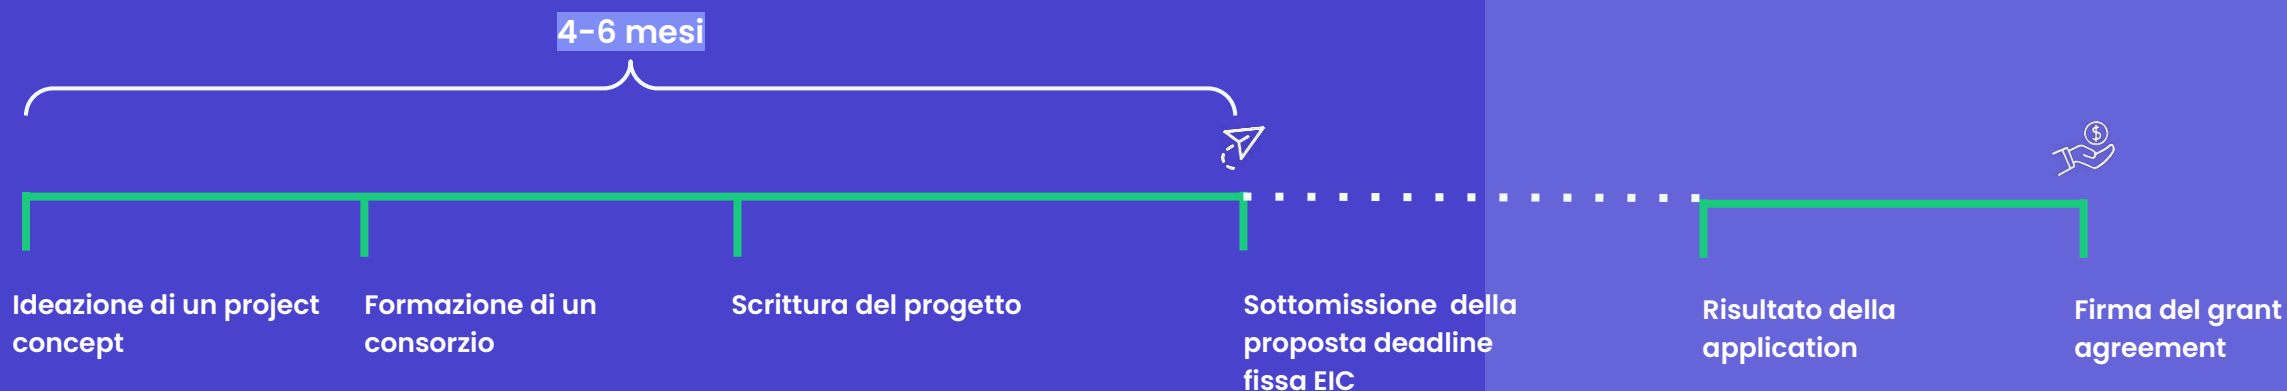 4-6 mesi
Ideazione di un project
concept
Formazione di un
consorzio
Scrittura del progetto
Sottomissione della
proposta deadline
fissa EIC
Risultato della
application
Firma del grant
agreement